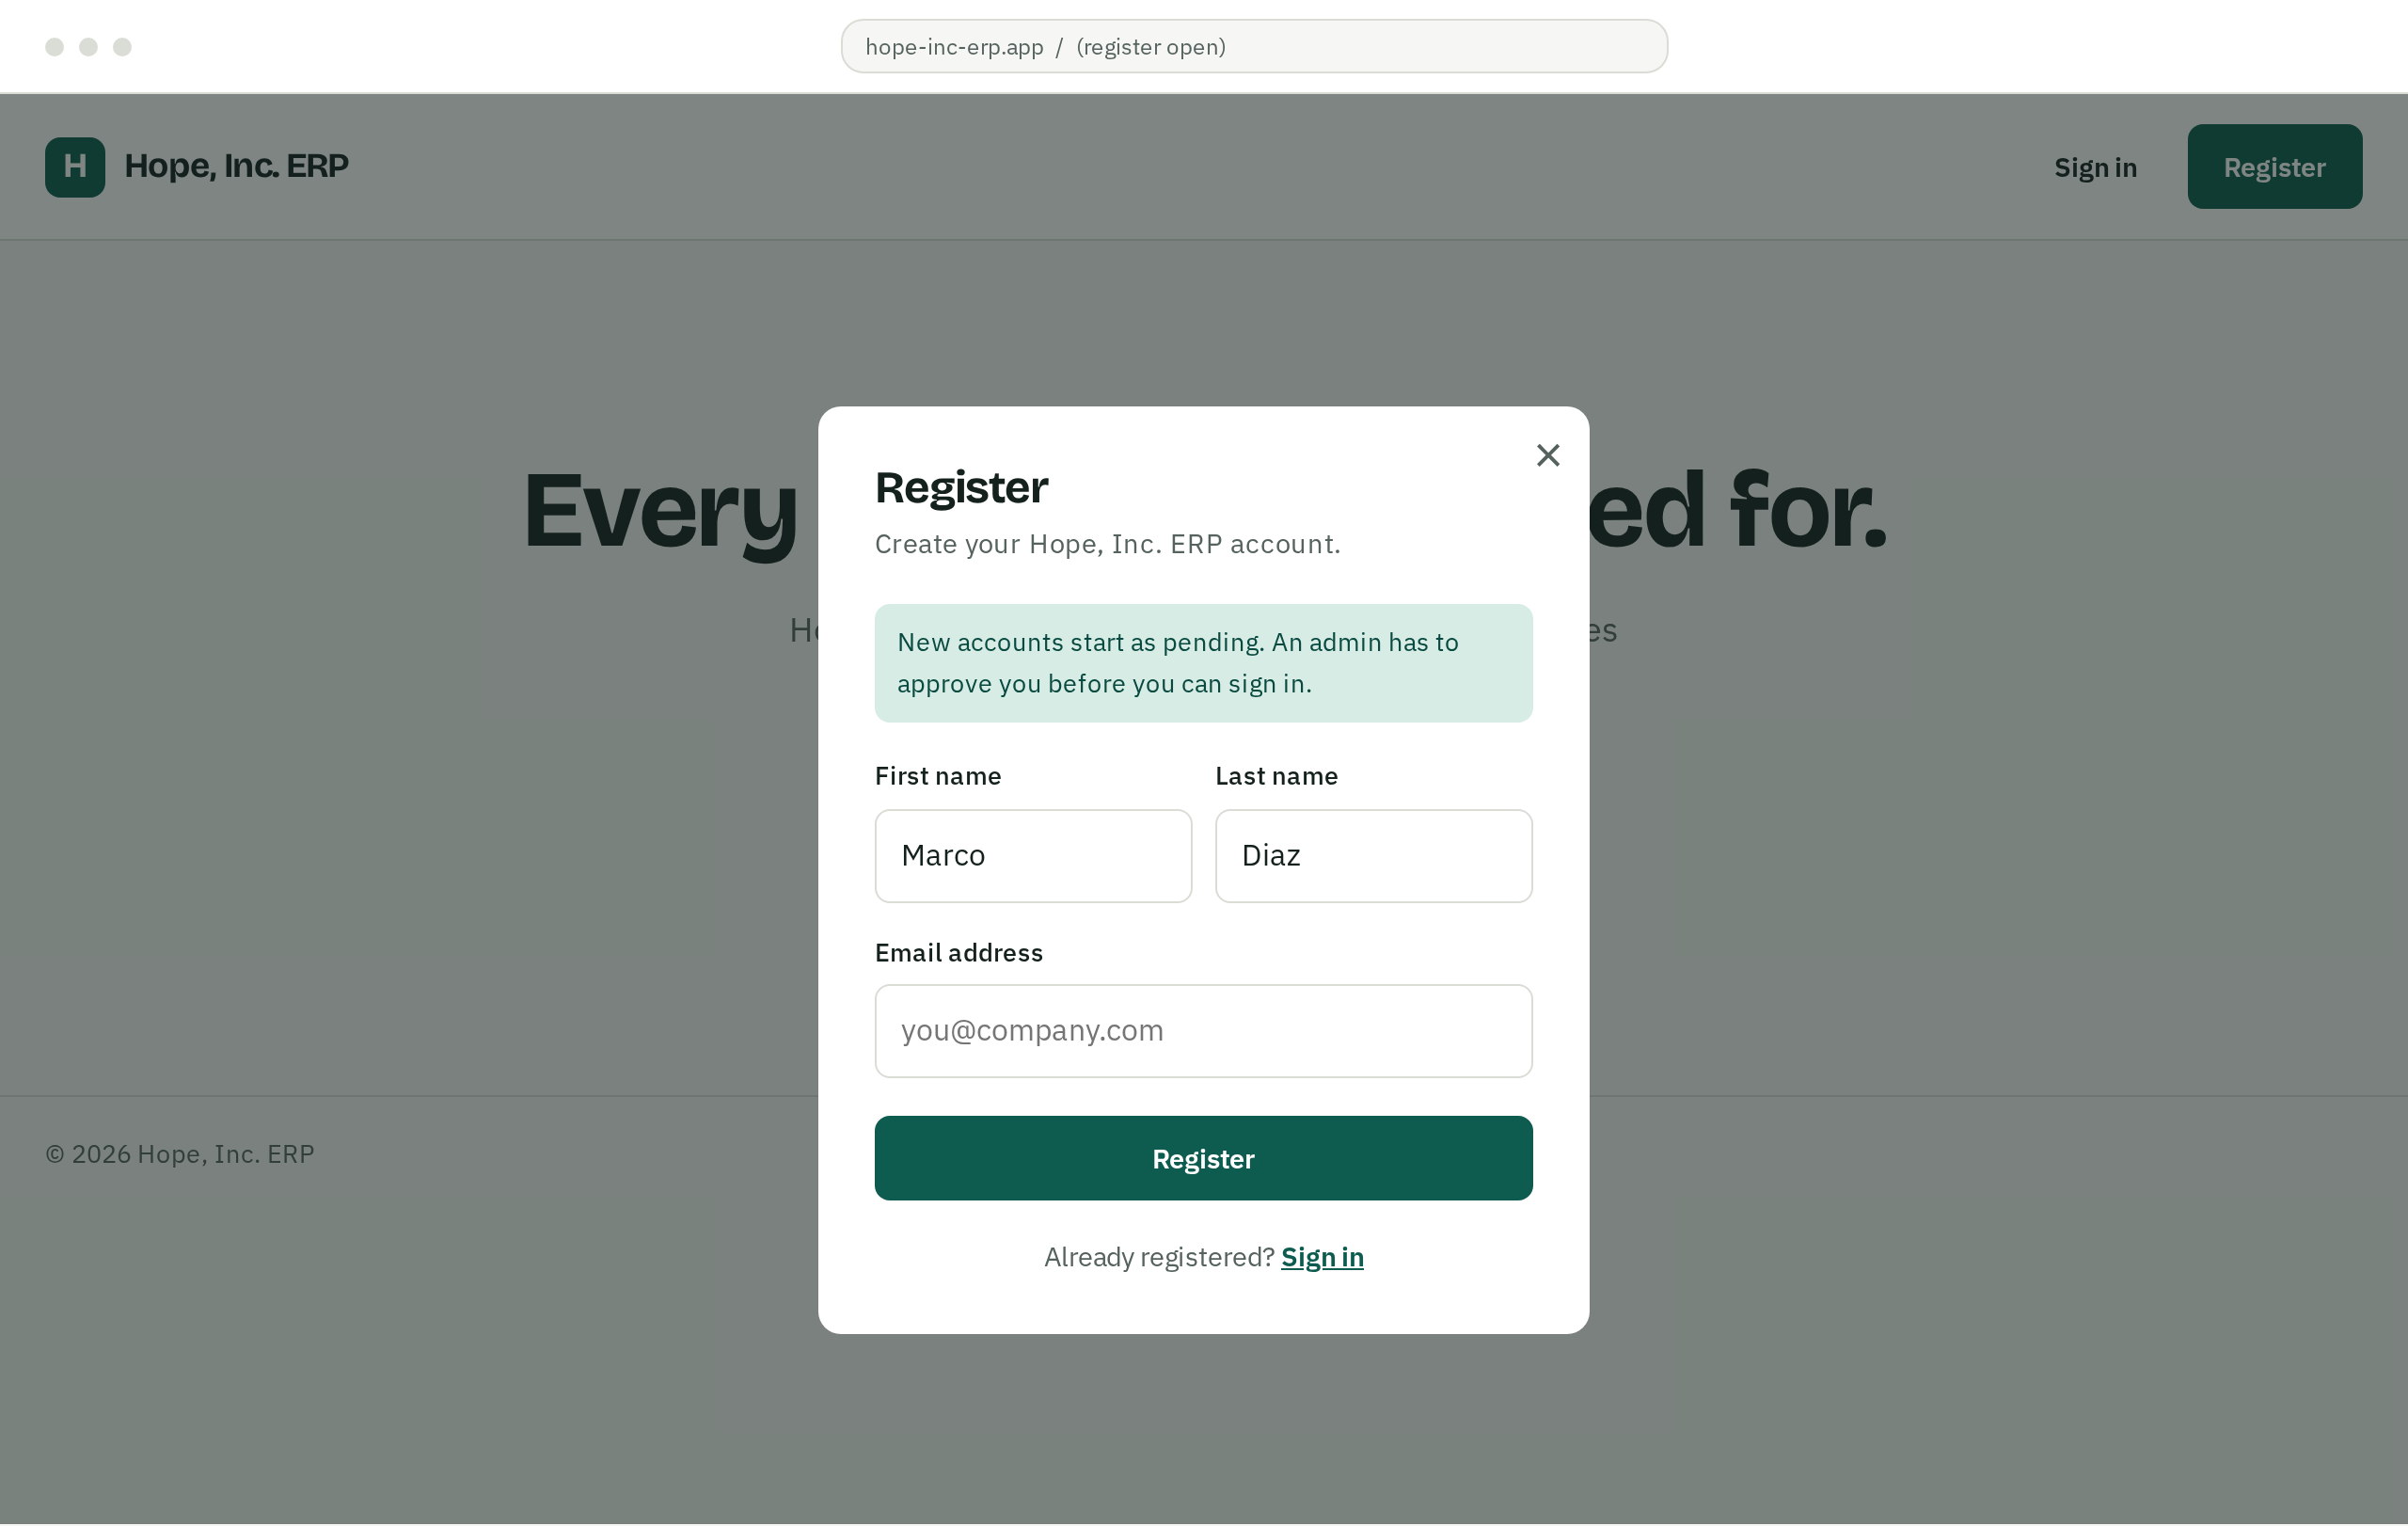 hope-inc-erp.app / (register open)
H Hope, Inc. ERP
Sign in
Register
Every
ed for.
Register
Create your Hope, Inc. ERP account.
New accounts start as pending. An admin has to
approve you before you can sign in.
First name
Last name
Marco
Diaz
Email address
you@company.com
Register
Already registered? Sign in
© 2026 Hope, Inc. ERP